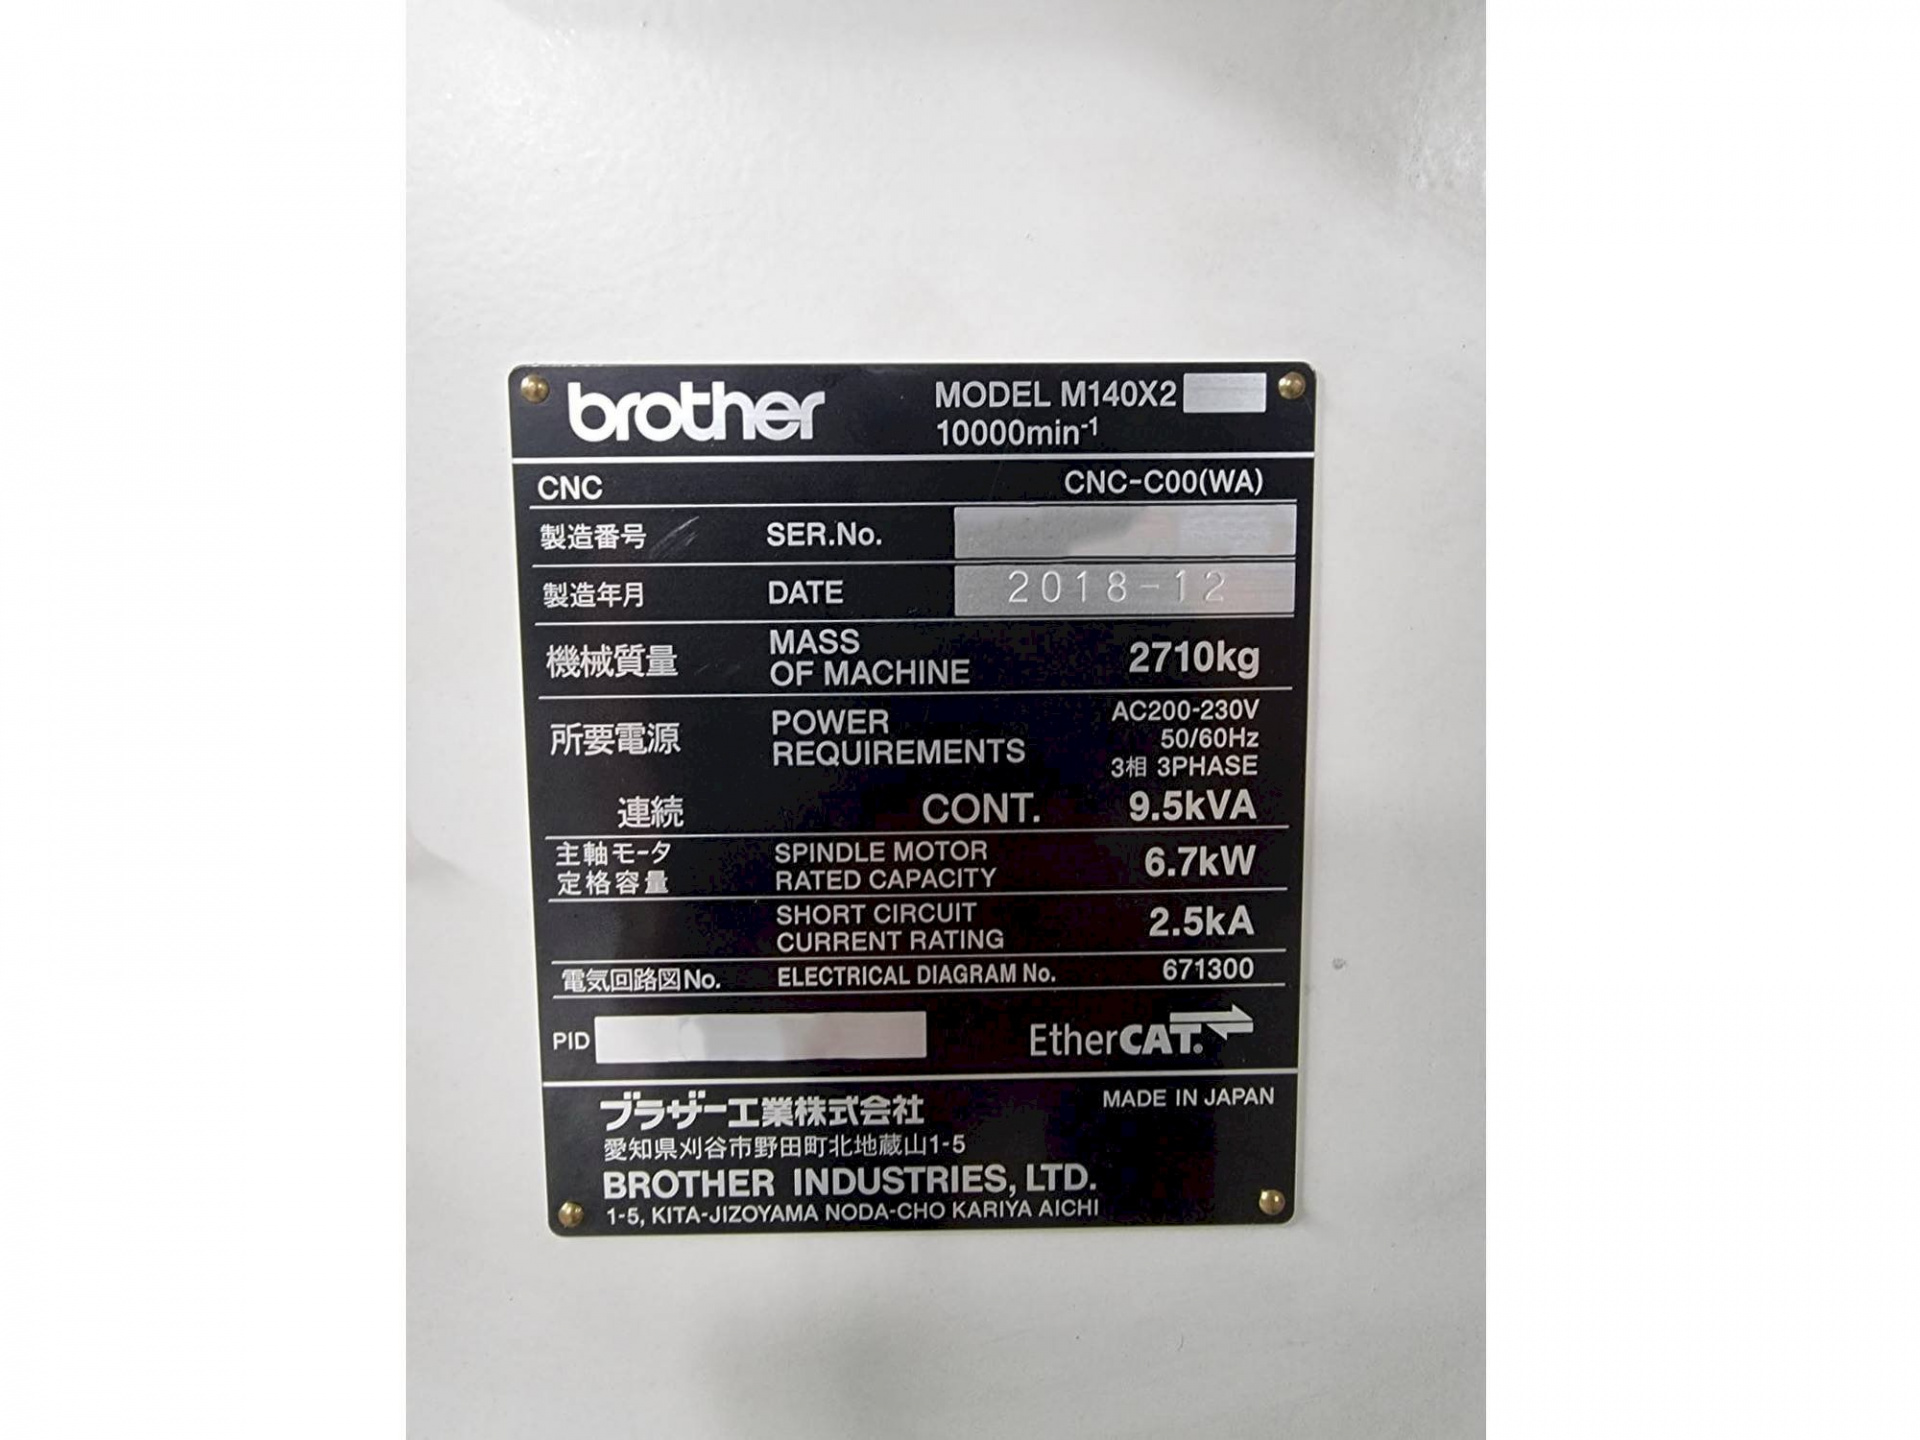 brother
MODEL M140X2
10000min-1
CNC CNC-C00(WA)
製造番号 SER.No.
製造年月 DATE 2018-12
機械質量 MASS OF MACHINE 2710kg
所要電源 POWER REQUIREMENTS AC200-230V
50/60Hz
3相 3PHASE
連続 CONT. 9.5kVA
主軸モータ 定格容量 SPINDLE MOTOR RATED CAPACITY 6.7kW
SHORT CIRCUIT CURRENT RATING 2.5kA
電気回路図No. ELECTRICAL DIAGRAM No. 671300
PID EtherCAT.
ブラザー工業株式会社 MADE IN JAPAN
愛知県刈谷市野田町北地蔵山1-5
BROTHER INDUSTRIES, LTD.
1-5, KITA-JIZOYAMA NODA-CHO KARIYA AICHI